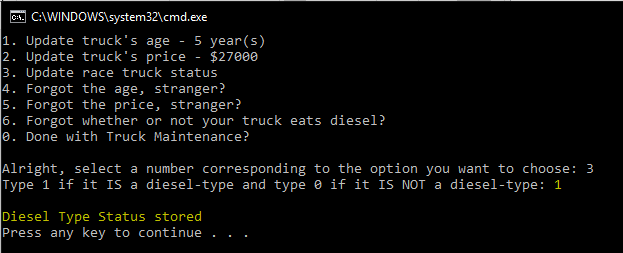 C:\WINDOWS\system32\cmd.exe
1. Update truck's age - 5 year(s)
2. Update truck's price - $27000
3. Update race truck status
4. Forgot the age, stranger?
5. Forgot the price, stranger?
6. Forgot whether or not your truck eats diesel?
0. Done with Truck Maintenance?
Alright, select a number corresponding to the option you want to choose: 3
Type 1 if it IS a diesel-type and type 0 if it IS NOT a diesel-type: 1
Diesel Type Status stored
Press any key to continue . . .